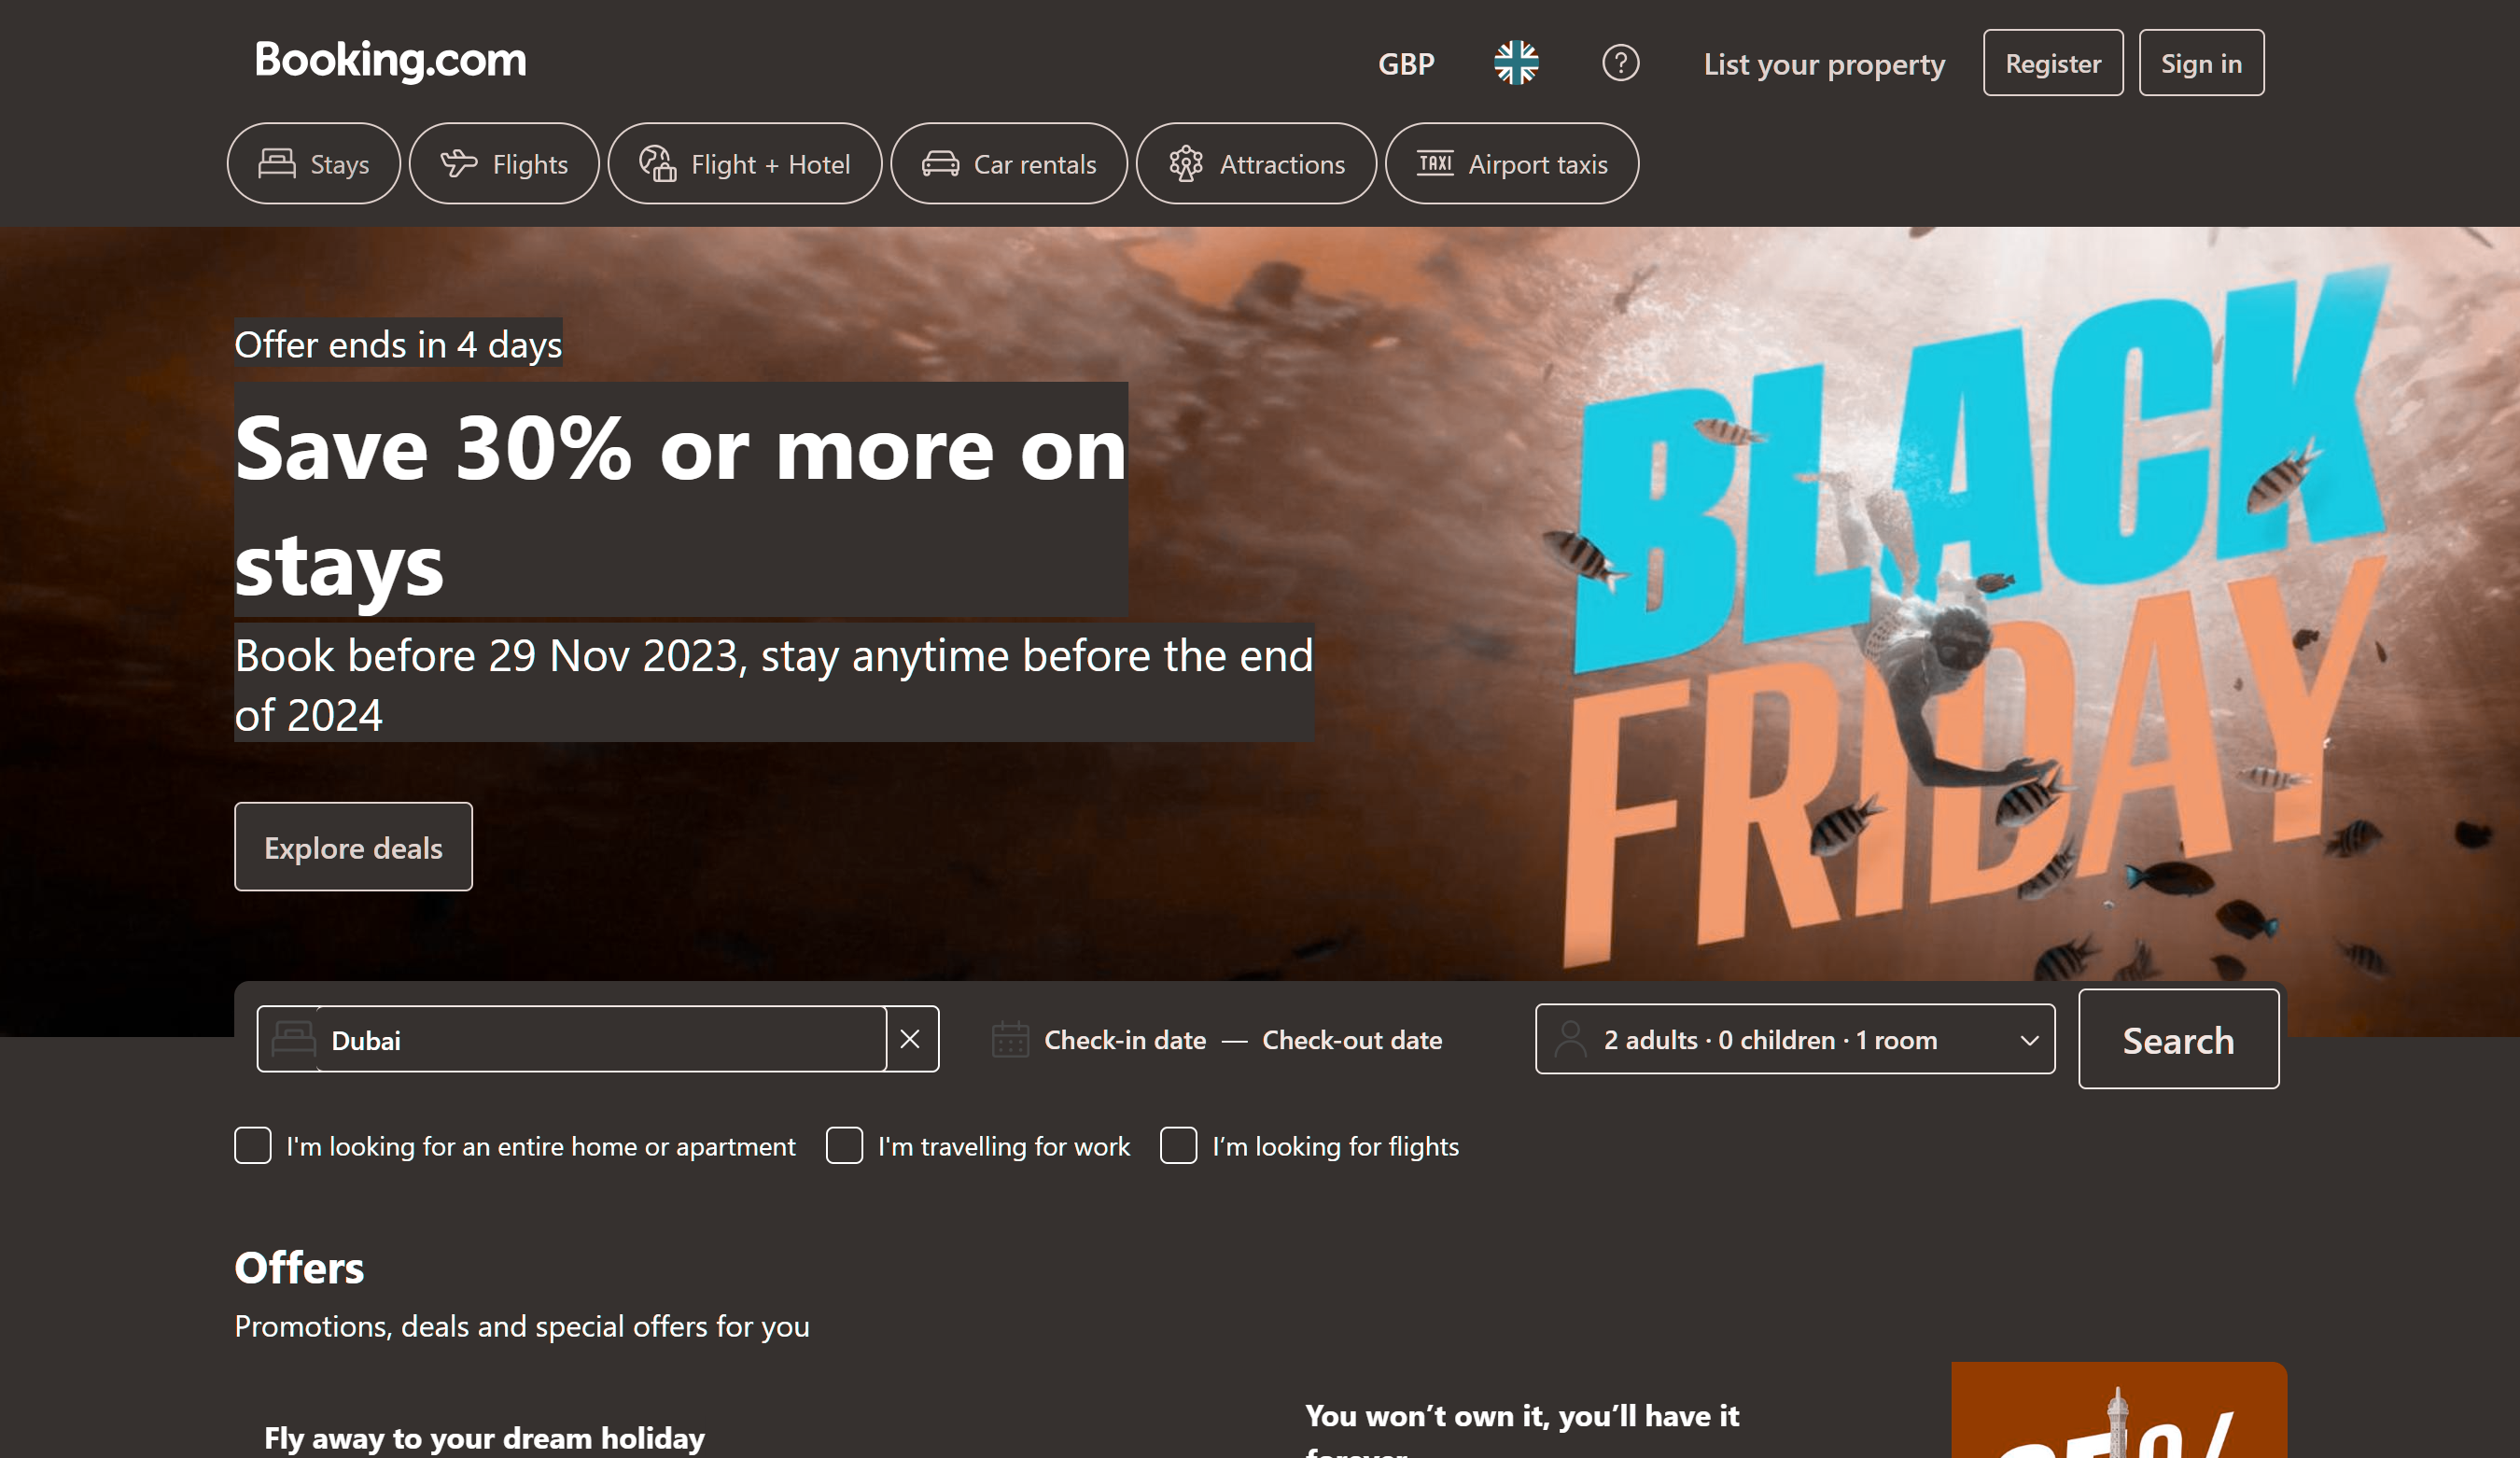 Booking.com
GBP
List your property
Register
Sign in
Stays
Flights
Flight + Hotel
Car rentals
Attractions
TAXI
Airport taxis
Offer ends in 4 days
Save 30% or more on
stays
Book before 29 Nov 2023, stay anytime before the end
of 2024
Explore deals
BLACK
FRIDAY
Dubai
Check-in date — Check-out date
2 adults · 0 children · 1 room
Search
I'm looking for an entire home or apartment
I'm travelling for work
I’m looking for flights
Offers
Promotions, deals and special offers for you
Fly away to your dream holiday
You won’t own it, you’ll have it
forever